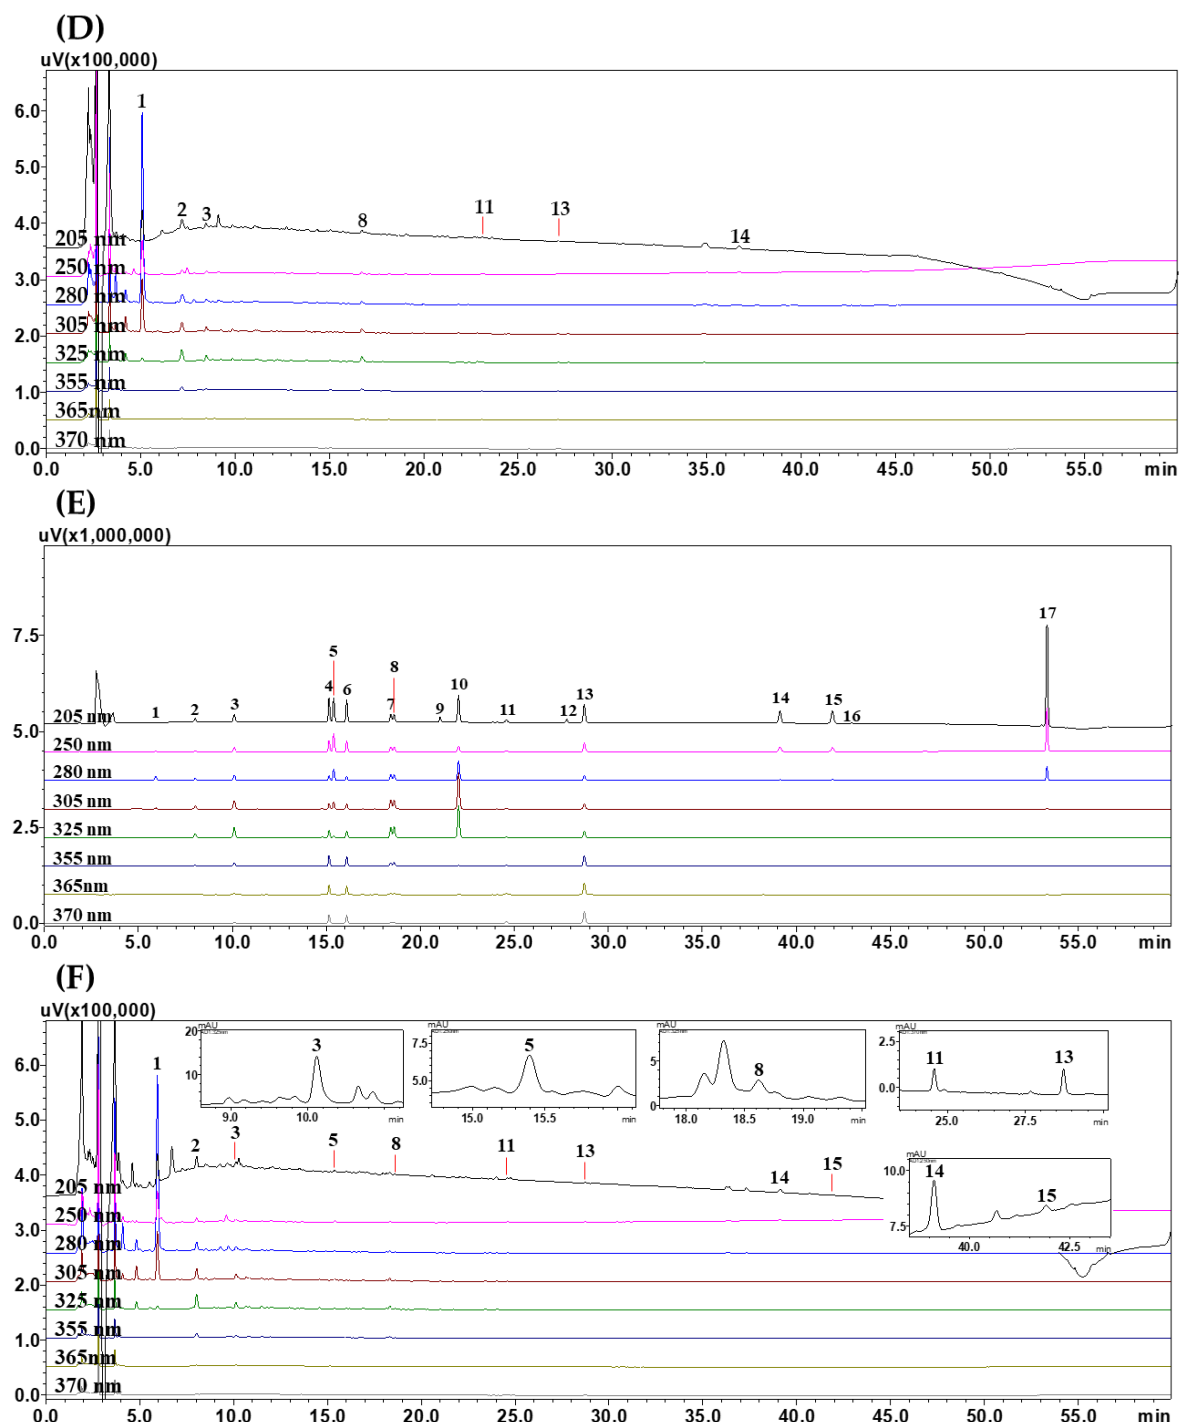 (D)
uV(x100,000)
6.0
1
5.0
4.0
2 3 8 11 13 14
205 nm
250 nm
3.0
280 nm
305 nm
2.0
325 nm
355 nm
1.0
365nm
370 nm
0.0
0.0 5.0 10.0 15.0 20.0 25.0 30.0 35.0 40.0 45.0 50.0 55.0 min
(E)
uV(x1,000,000)
7.5
17
5 8
4 6 7 9 10 11 12 13 14 15 16
1 2 3
205 nm
5.0
250 nm
280 nm
305 nm
2.5
325 nm
355 nm
365nm
370 nm
0.0
0.0 5.0 10.0 15.0 20.0 25.0 30.0 35.0 40.0 45.0 50.0 55.0 min
(F)
uV(x100,000)
mAU
20
10
3
9.0 10.0 min
mAU
7.5
5.0
5
15.0 15.5 min
mAU
5
0
8
18.0 18.5 19.0 min
mAU
2.5
0.0
11 13
25.0 27.5 min
6.0
1
5.0
4.0
2 3 5 8 11 13 14 15
10.0
7.5
14 15
40.0 42.5 min
205 nm
3.0
250 nm
280 nm
305 nm
2.0
325 nm
355 nm
1.0
365nm
370 nm
0.0
0.0 5.0 10.0 15.0 20.0 25.0 30.0 35.0 40.0 45.0 50.0 55.0 min